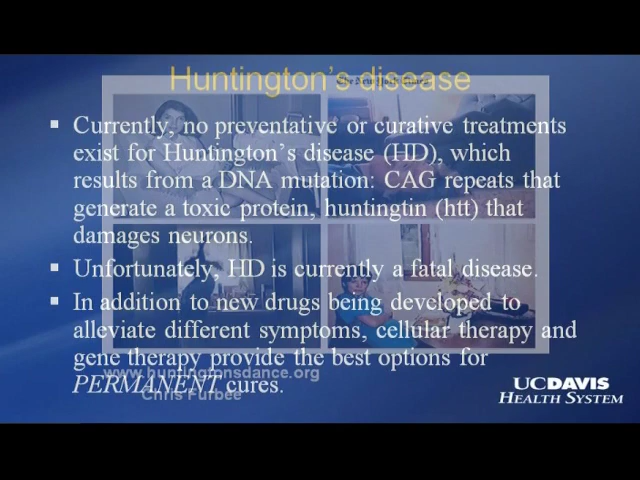 Huntington's disease
▪ Currently, no preventative or curative treatments
exist for Huntington's disease (HD), which
results from a DNA mutation: CAG repeats that
generate a toxic protein, huntingtin (htt) that
damages neurons.
▪ Unfortunately, HD is currently a fatal disease.
▪ In addition to new drugs being developed to
alleviate different symptoms, cellular therapy and
gene therapy provide the best options for
PERMANENT cures.
www.huntingtonsdance.org
Chris Furbee
UCDAVIS
HEALTH SYSTEM